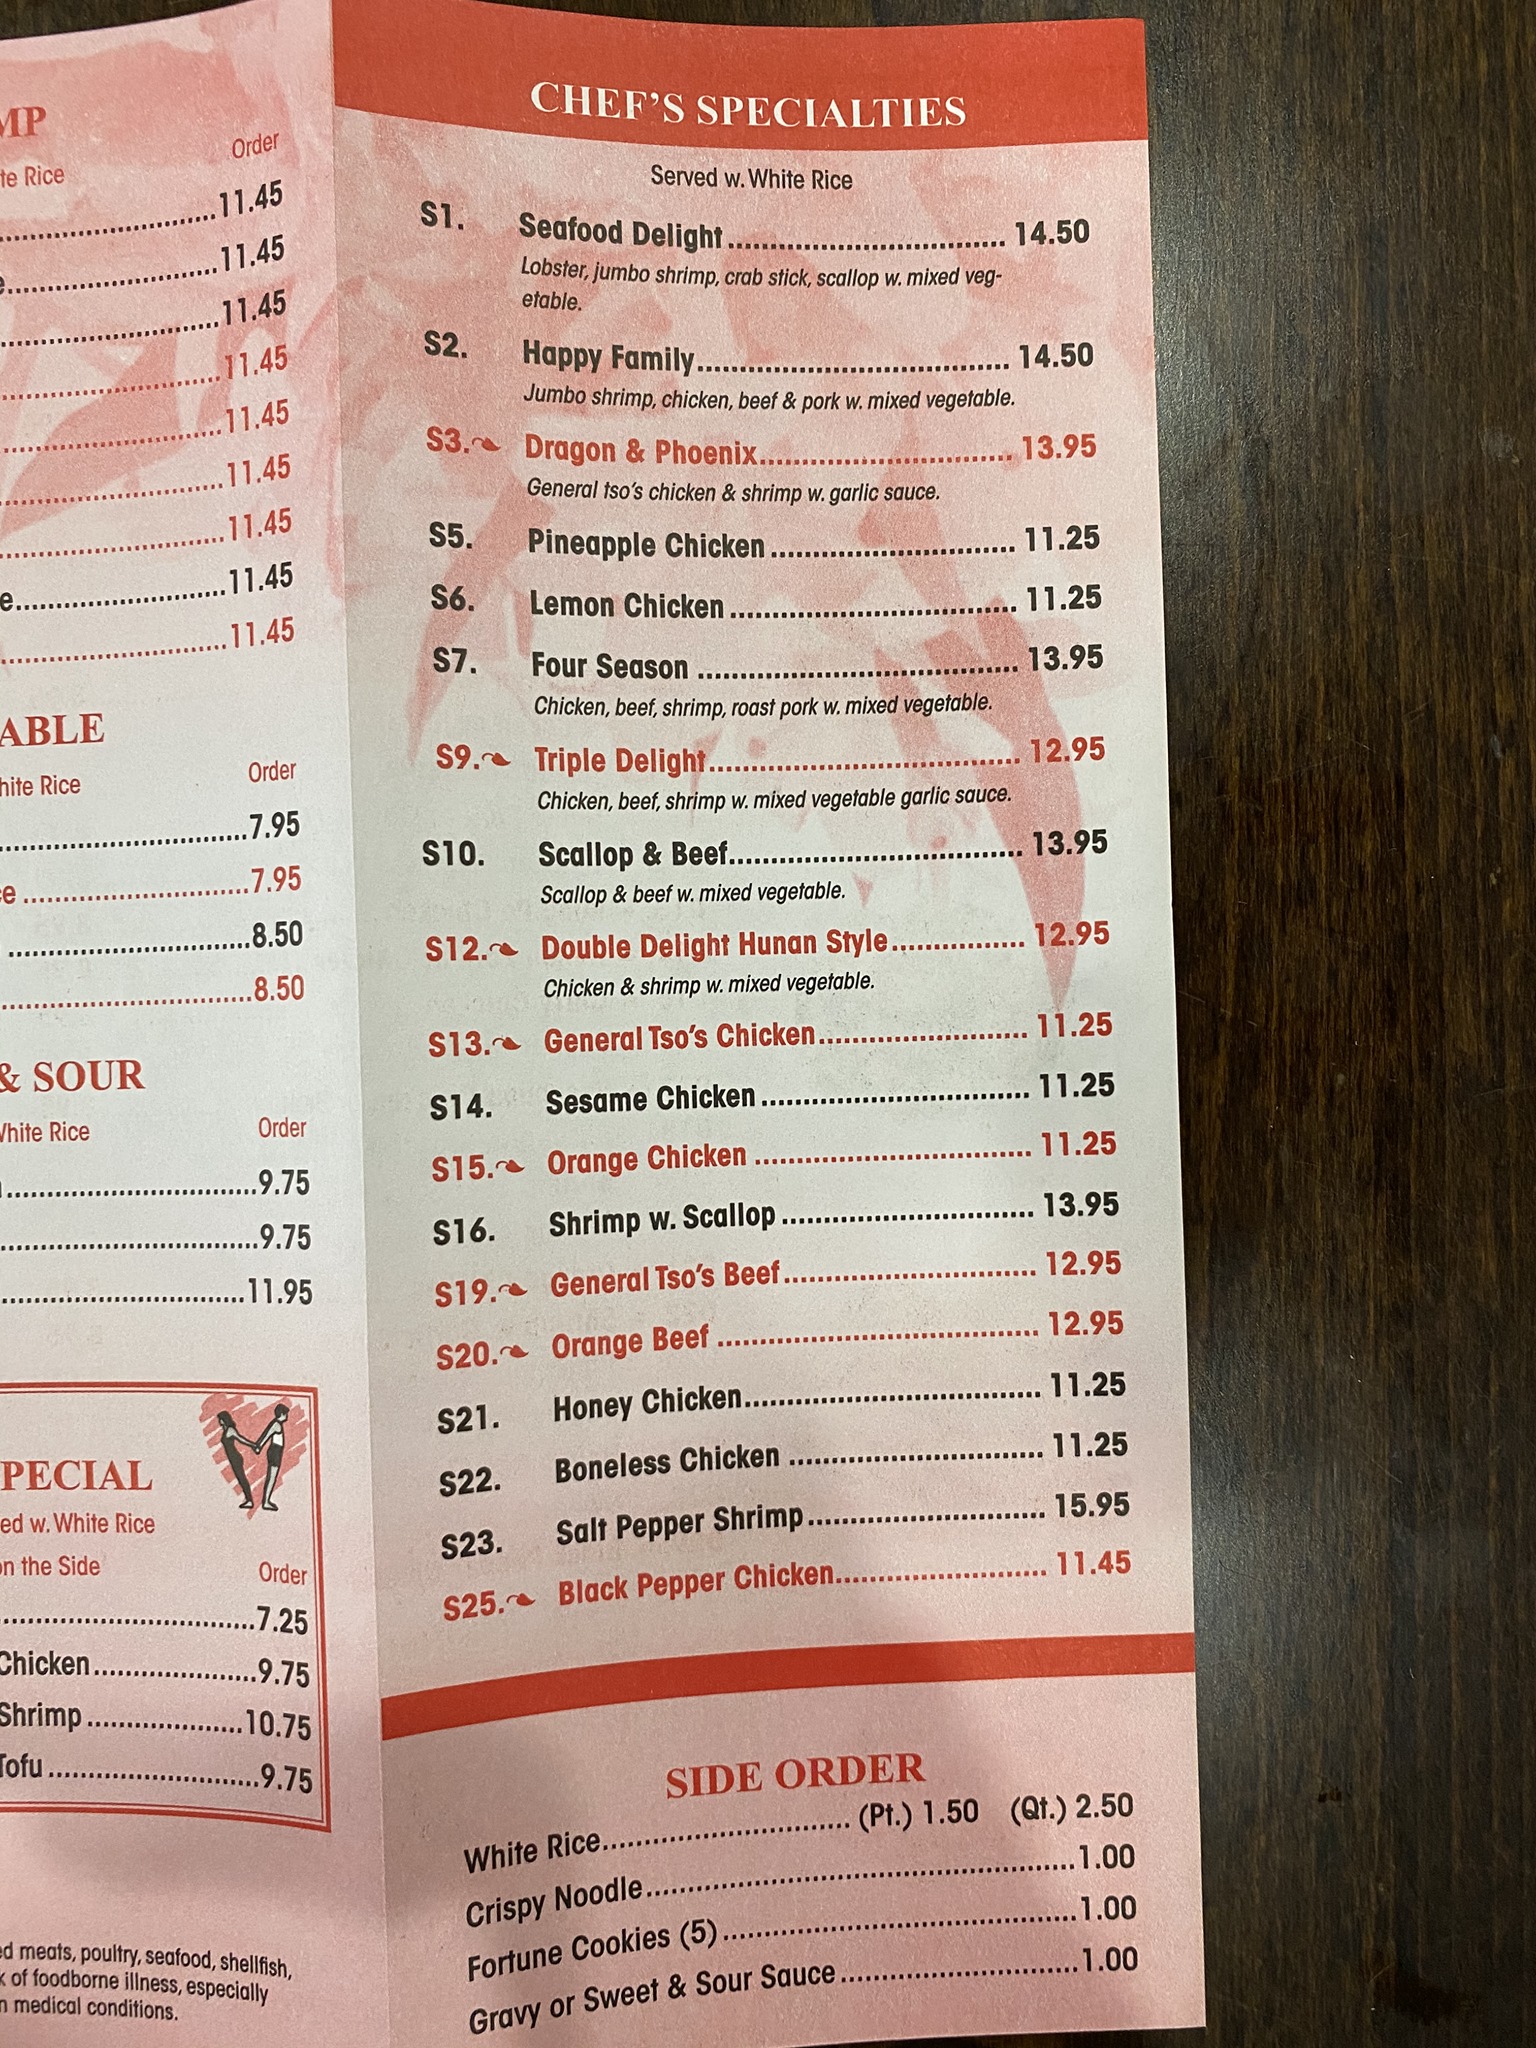 MP
Order
te Rice
11.45
e 11.45
11.45
11.45
11.45
11.45
11.45
e 11.45
11.45
ABLE
hite Rice Order
7.95
ce 7.95
8.50
8.50
& SOUR
White Rice Order
9.75
9.75
11.95
PECIAL
ed w. White Rice
on the Side Order
7.25
Chicken 9.75
Shrimp 10.75
Tofu 9.75
ed meats, poultry, seafood, shellfish,
k of foodborne illness, especially
n medical conditions.
CHEF'S SPECIALTIES
Served w. White Rice
S1. Seafood Delight 14.50
Lobster, jumbo shrimp, crab stick, scallop w. mixed veg-
etable.
S2. Happy Family 14.50
Jumbo shrimp, chicken, beef & pork w. mixed vegetable.
S3. Dragon & Phoenix 13.95
General tso's chicken & shrimp w. garlic sauce.
S5. Pineapple Chicken 11.25
S6. Lemon Chicken 11.25
S7. Four Season 13.95
Chicken, beef, shrimp, roast pork w. mixed vegetable.
S9. Triple Delight 12.95
Chicken, beef, shrimp w. mixed vegetable garlic sauce.
S10. Scallop & Beef 13.95
Scallop & beef w. mixed vegetable.
S12. Double Delight Hunan Style 12.95
Chicken & shrimp w. mixed vegetable.
S13. General Tso's Chicken 11.25
S14. Sesame Chicken 11.25
S15. Orange Chicken 11.25
S16. Shrimp w. Scallop 13.95
S19. General Tso's Beef 12.95
S20. Orange Beef 12.95
S21. Honey Chicken 11.25
S22. Boneless Chicken 11.25
S23. Salt Pepper Shrimp 15.95
S25. Black Pepper Chicken 11.45
SIDE ORDER
White Rice (Pt.) 1.50 (Qt.) 2.50
Crispy Noodle 1.00
Fortune Cookies (5) 1.00
Gravy or Sweet & Sour Sauce 1.00